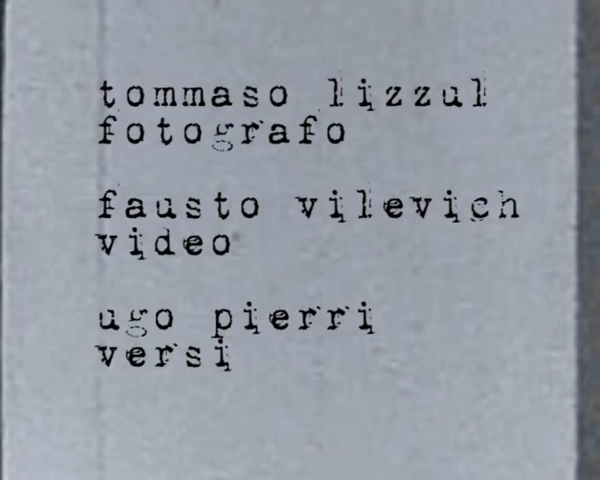 tommaso lizzul
fotografo
fausto vilevich
video
ugo pierri
versi